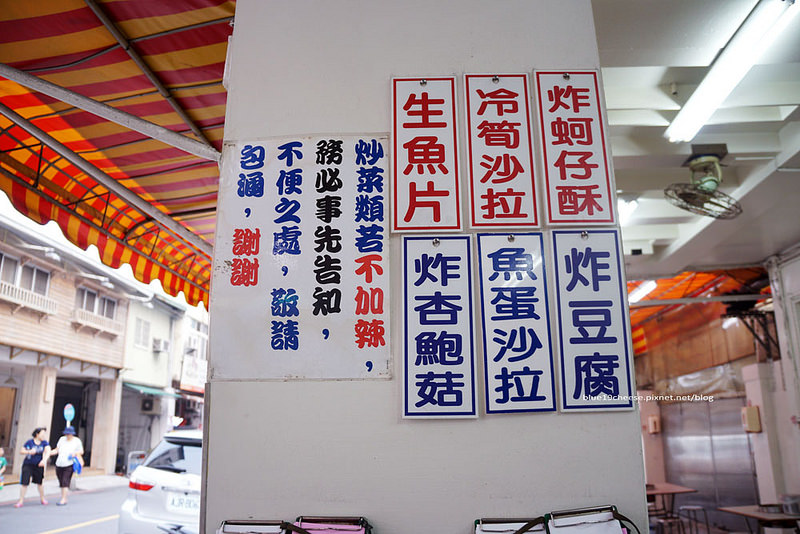 炒菜類若不加辣，
務必事先告知，
不便之處，敬請
包涵，謝謝
炸蚵仔酥
冷筍沙拉
生魚片
炸豆腐
魚蛋沙拉
炸杏鮑菇
blue10cheese.pixnet.net/blog